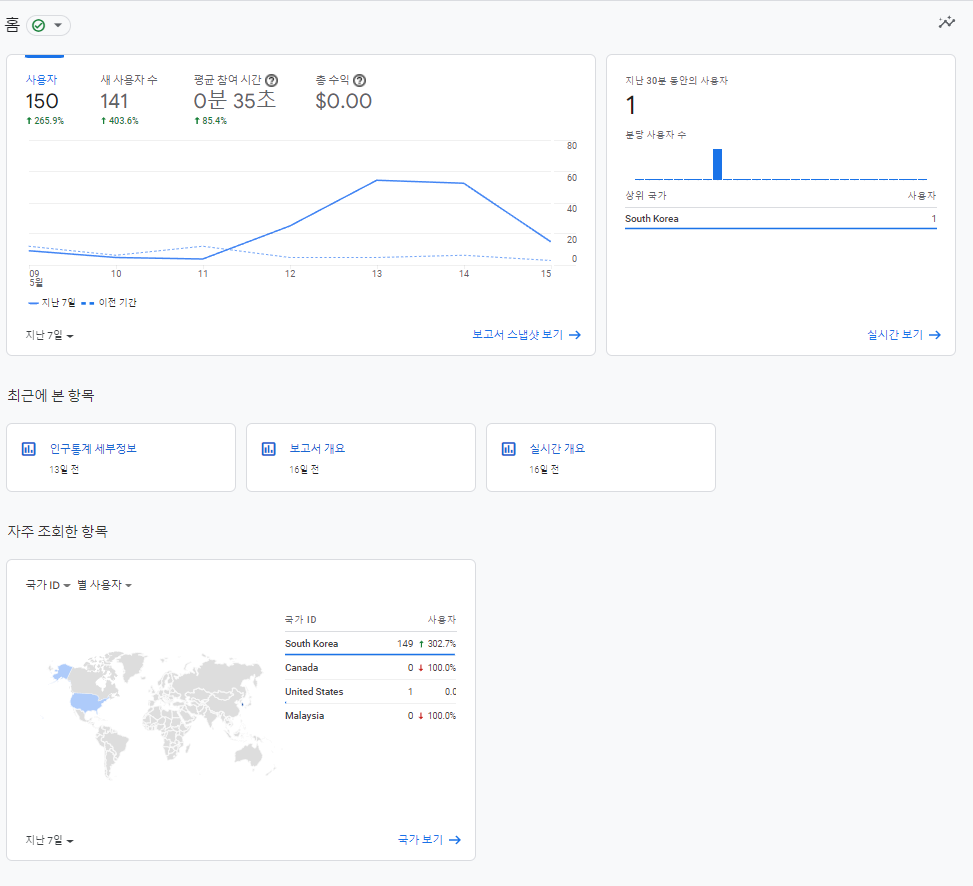 홈
사용자 새 사용자 수 평균 참여 시간 총 수익
150 141 0분 35초 $0.00
↑ 265.9% ↑ 403.6% ↑ 85.4%
80
60
40
20
0
09 10 11 12 13 14 15
5월
지난 7일 이전 기간
지난 7일 보고서 스냅샷 보기 →
지난 30분 동안의 사용자
1
분당 사용자 수
상위 국가 사용자
South Korea 1
실시간 보기 →
최근에 본 항목
인구통계 세부정보
13일 전
보고서 개요
16일 전
실시간 개요
16일 전
자주 조회한 항목
국가 ID 별 사용자
국가 ID 사용자
South Korea 149 ↑ 302.7%
Canada 0 ↓ 100.0%
United States 1 0.0
Malaysia 0 ↓ 100.0%
지난 7일 국가 보기 →